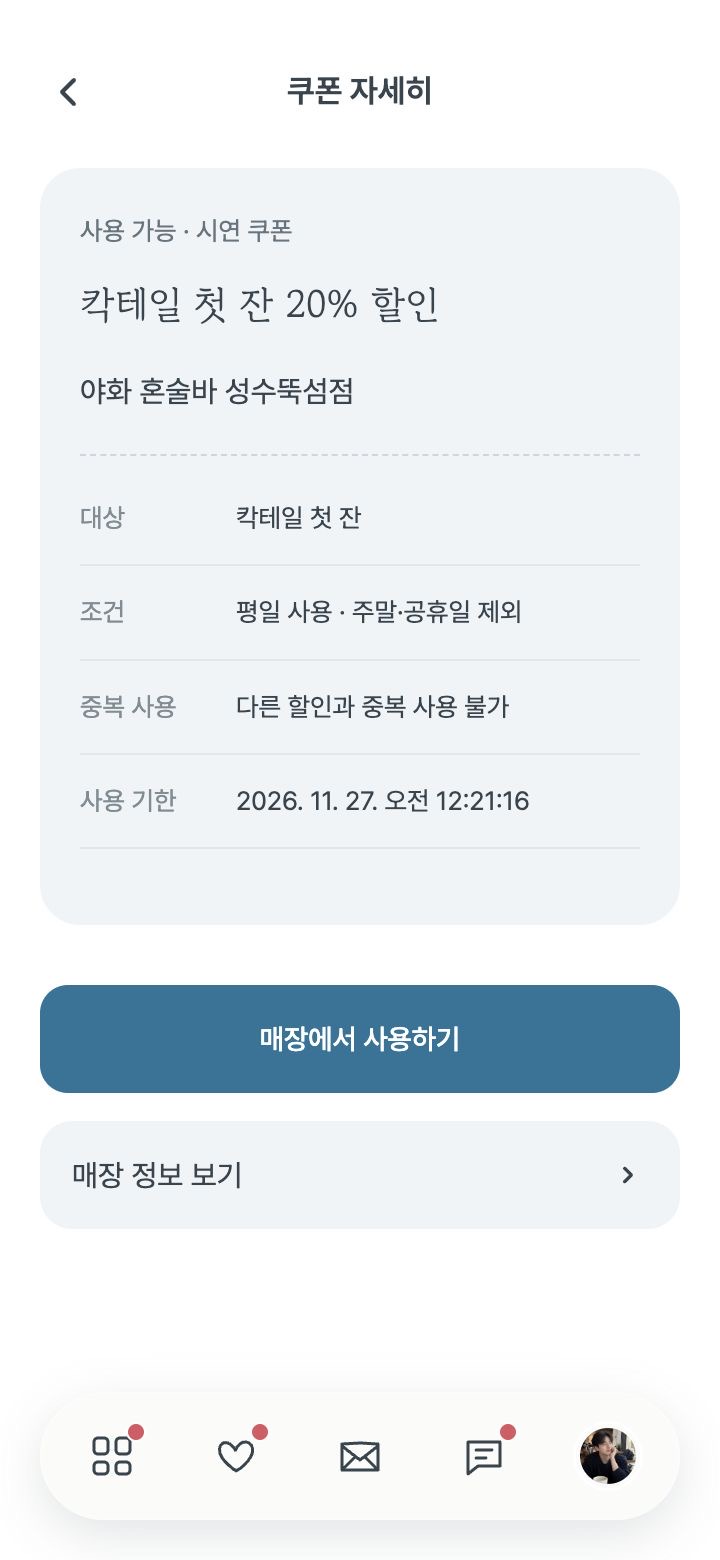 쿠폰 자세히
사용 가능 · 시연 쿠폰
칵테일 첫 잔 20% 할인
야화 혼술바 성수뚝섬점
대상 칵테일 첫 잔
조건 평일 사용 · 주말·공휴일 제외
중복 사용 다른 할인과 중복 사용 불가
사용 기한 2026. 11. 27. 오전 12:21:16
매장에서 사용하기
매장 정보 보기